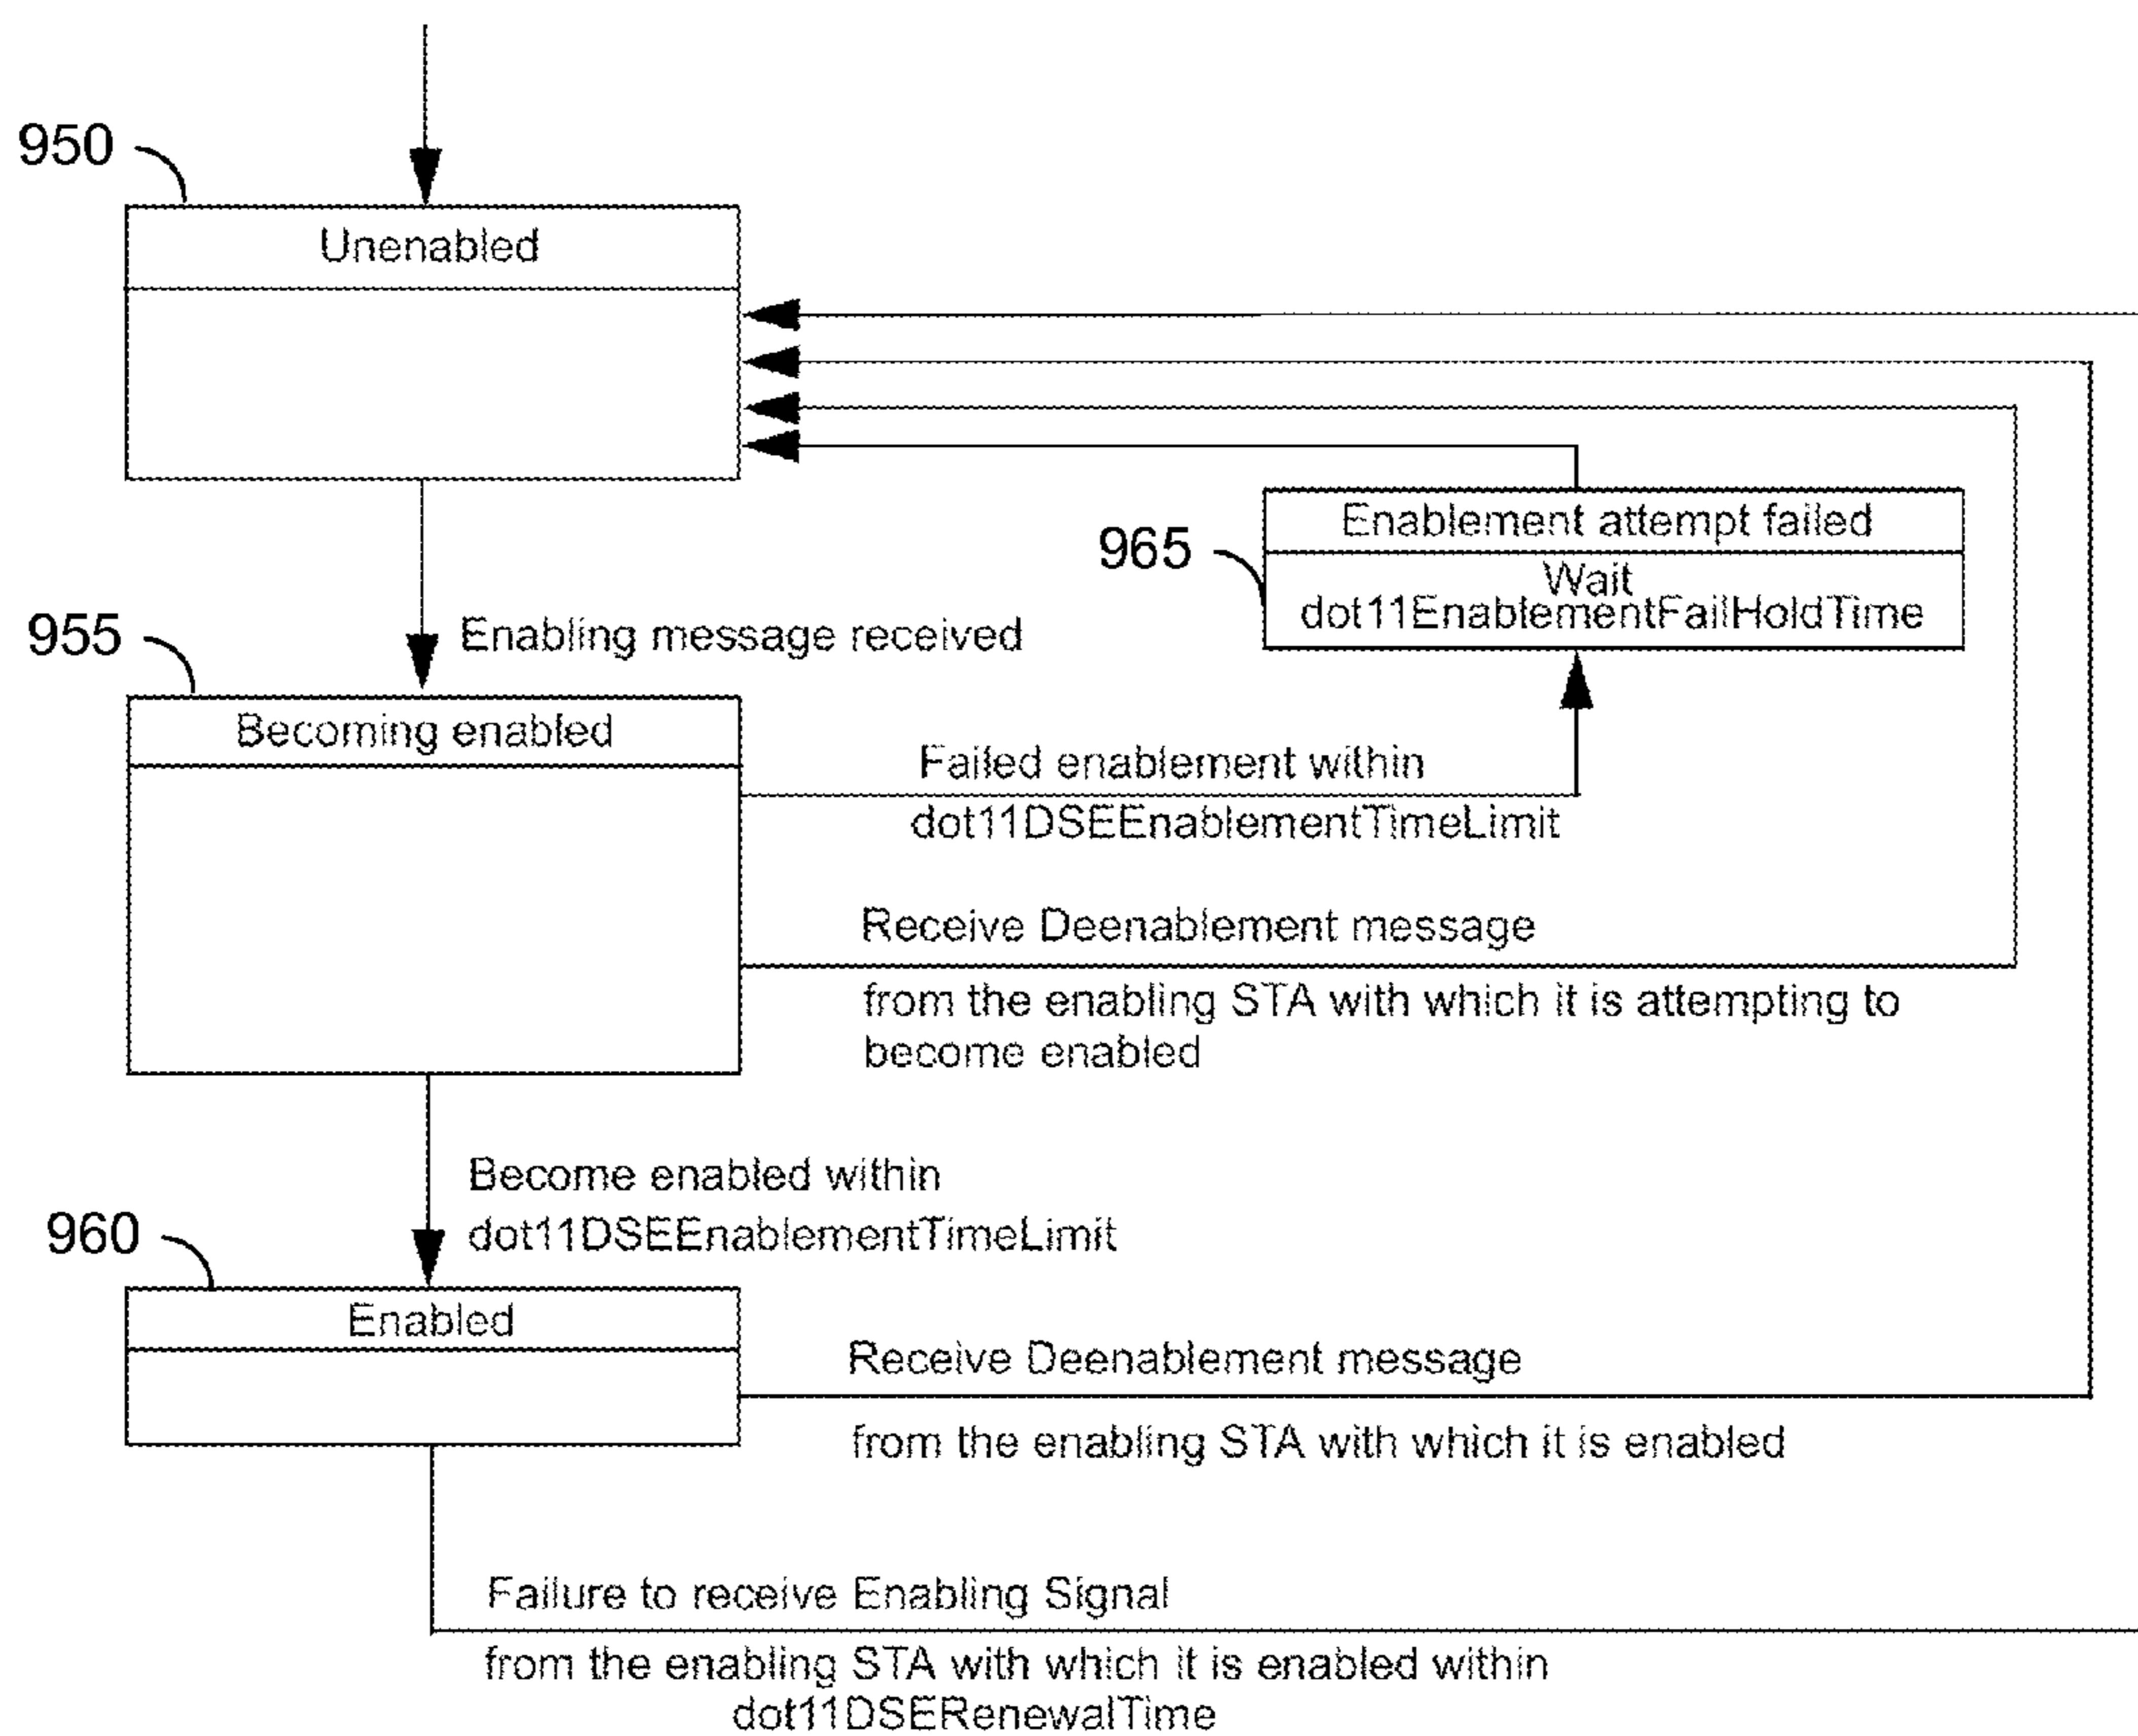 950
Unenabled
Enablement attempt failed
965
Wait
dot11EnablementFailHoldTime
955
Enabling message received
Becoming enabled
Failed enablement within
dot11DSEEnablementTimeLimit
Receive Deenablement message
from the enabling STA with which it is attempting to
become enabled
Become enabled within
dot11DSEEnablementTimeLimit
960
Enabled
Receive Deenablement message
from the enabling STA with which it is enabled
Failure to receive Enabling Signal
from the enabling STA with which it is enabled within
dot11DSERenewalTime